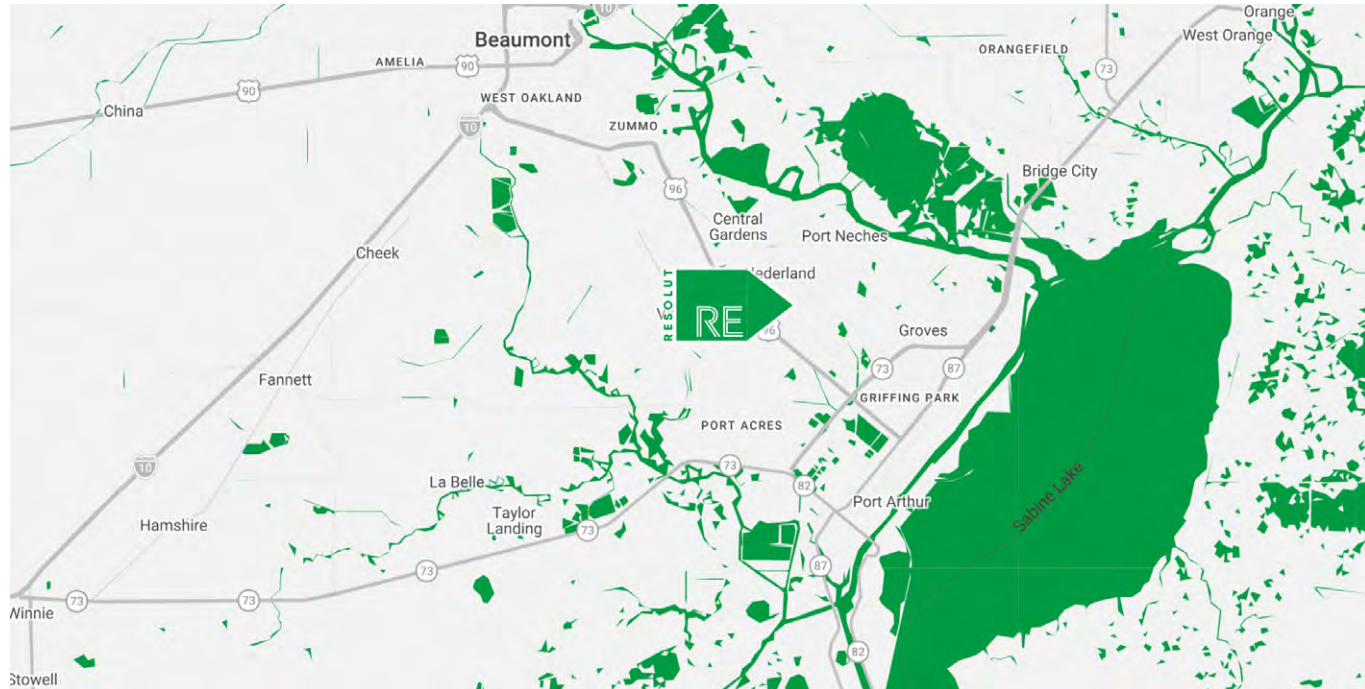 10
Orange
West Orange
Beaumont
ORANGEFIELD
AMELIA
90
73
90
WEST OAKLAND
China
ZUMMO
10
Bridge City
96
Central
Gardens
Port Neches
Cheek
RESOLUT
RE
96
Groves
73
87
Fannett
GRIFFING PARK
PORT ACRES
73
10
La Belle
82
Port Arthur
Sabine Lake
Taylor
Landing
73
Hamshire
87
73
73
73
Winnie
82
Stowell